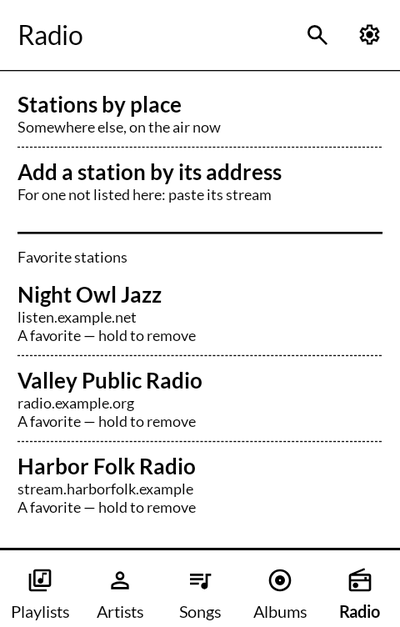 Radio
Stations by place
Somewhere else, on the air now
Add a station by its address
For one not listed here: paste its stream
Favorite stations
Night Owl Jazz
listen.example.net
A favorite — hold to remove
Valley Public Radio
radio.example.org
A favorite — hold to remove
Harbor Folk Radio
stream.harborfolk.example
A favorite — hold to remove
Playlists Artists Songs Albums Radio